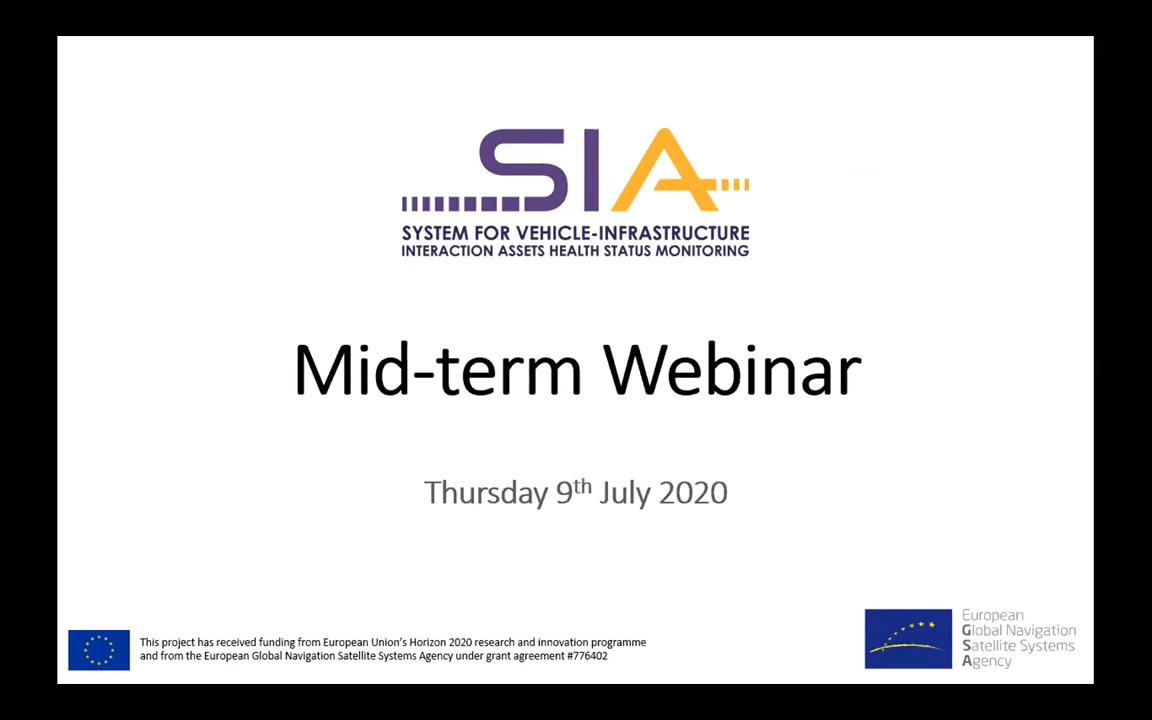 SIA
SYSTEM FOR VEHICLE-INFRASTRUCTURE
INTERACTION ASSETS HEALTH STATUS MONITORING
Mid-term Webinar
Thursday 9th July 2020
This project has received funding from European Union's Horizon 2020 research and innovation programme
and from the European Global Navigation Satellite Systems Agency under grant agreement #776402
European
Global Navigation
Satellite Systems
Agency